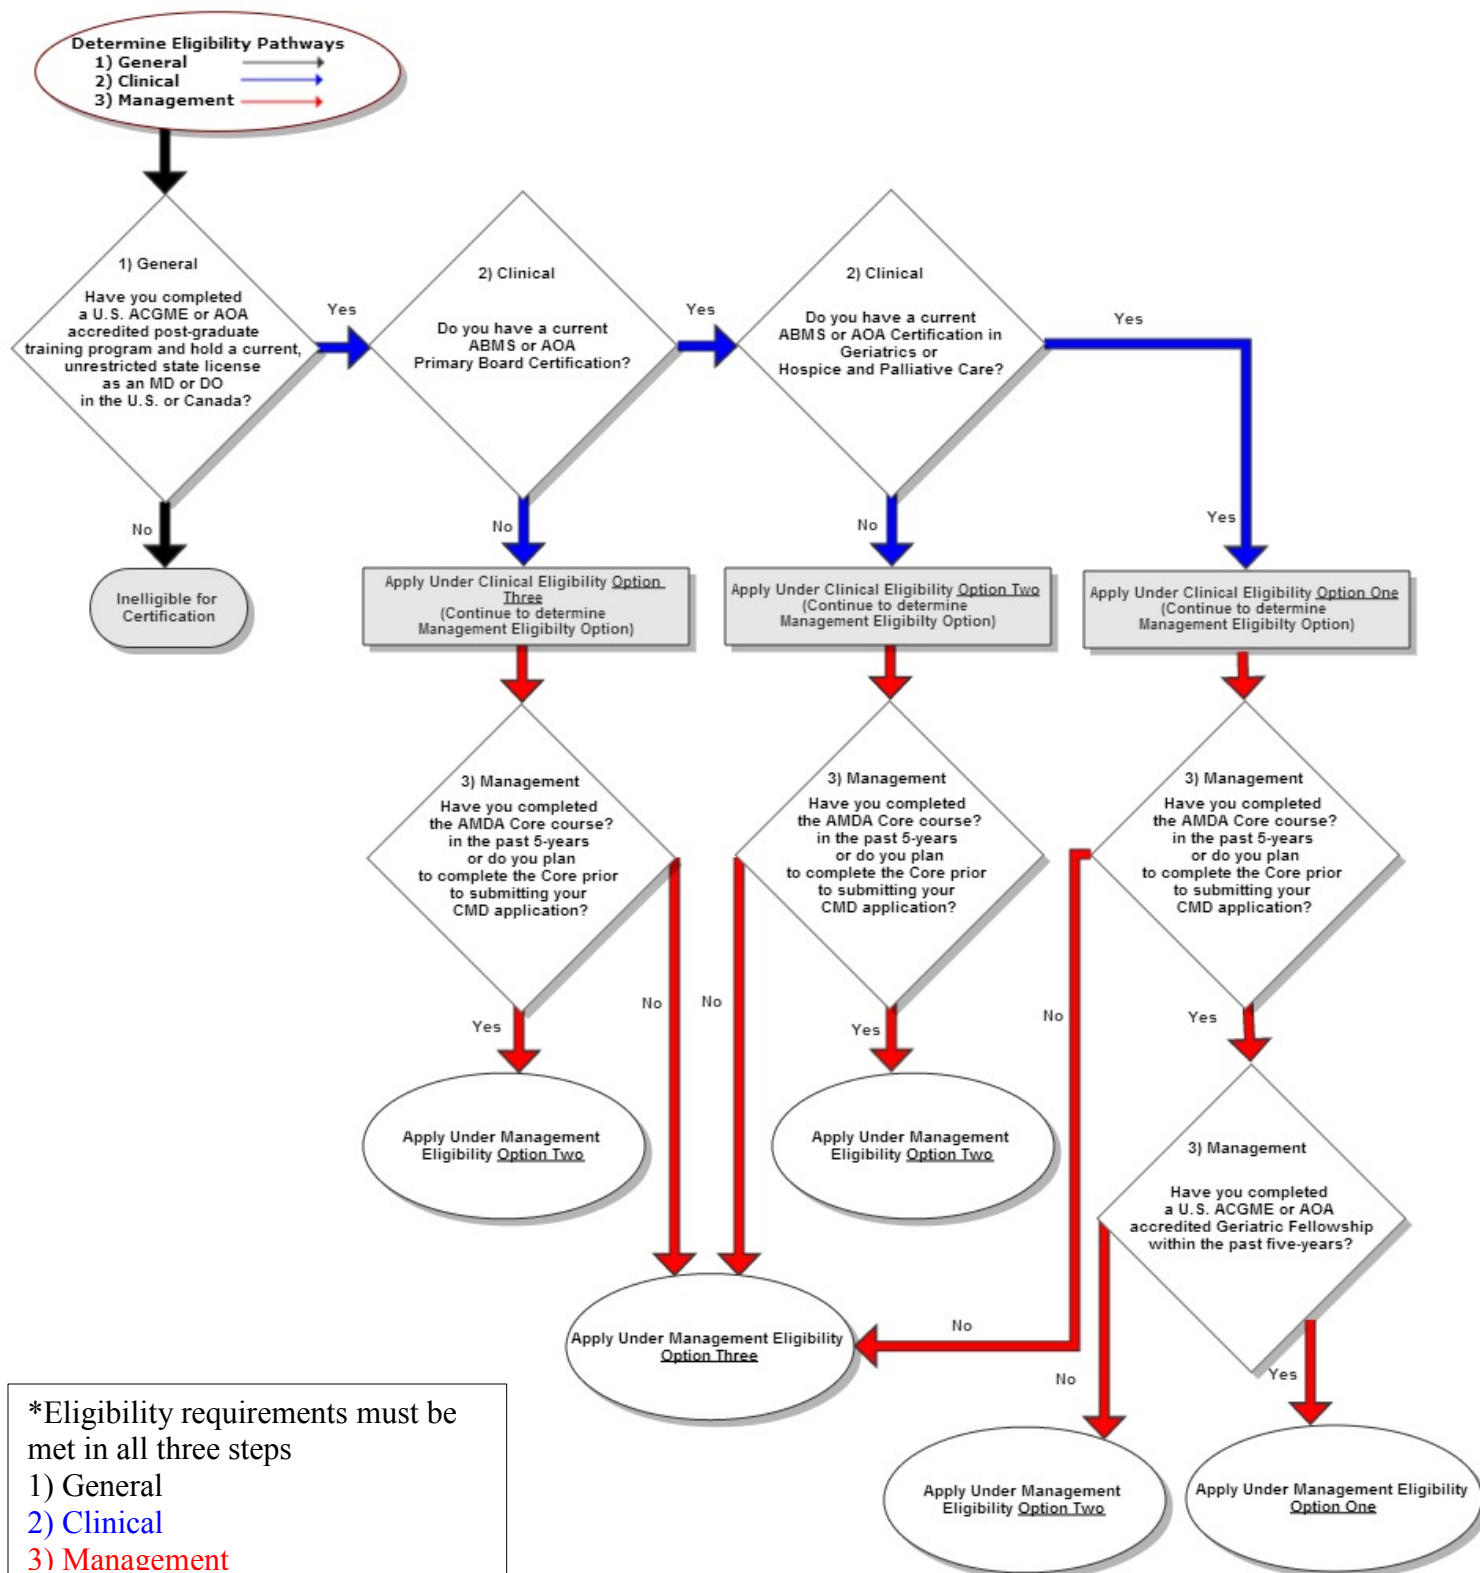 Determine Eligibility Pathways
1) General
2) Clinical
3) Management
1) General
Have you completed
a U.S. ACGME or AOA
accredited post-graduate
training program and hold a current,
unrestricted state license
as an MD or DO
in the U.S. or Canada?
Yes
No
Inelligible for
Certification
2) Clinical
Do you have a current
ABMS or AOA
Primary Board Certification?
Yes
No
2) Clinical
Do you have a current
ABMS or AOA Certification in
Geriatrics or
Hospice and Palliative Care?
Yes
No
Yes
Apply Under Clinical Eligibility Option
Three
(Continue to determine
Management Eligibilty Option)
Apply Under Clinical Eligibility Option Two
(Continue to determine
Management Eligibilty Option)
Apply Under Clinical Eligibility Option One
(Continue to determine
Management Eligibilty Option)
3) Management
Have you completed
the AMDA Core course?
in the past 5-years
or do you plan
to complete the Core prior
to submitting your
CMD application?
Yes
No
3) Management
Have you completed
the AMDA Core course?
in the past 5-years
or do you plan
to complete the Core prior
to submitting your
CMD application?
No
Yes
3) Management
Have you completed
the AMDA Core course?
in the past 5-years
or do you plan
to complete the Core prior
to submitting your
CMD application?
No
Yes
Apply Under Management
Eligibility Option Two
Apply Under Management
Eligibility Option Two
3) Management
Have you completed
a U.S. ACGME or AOA
accredited Geriatric Fellowship
within the past five-years?
Apply Under Management Eligibility
Option Three
No
No
Yes
Apply Under Management
Eligibility Option Two
Apply Under Management Eligibility
Option One
*Eligibility requirements must be
met in all three steps
1) General
2) Clinical
3) Management